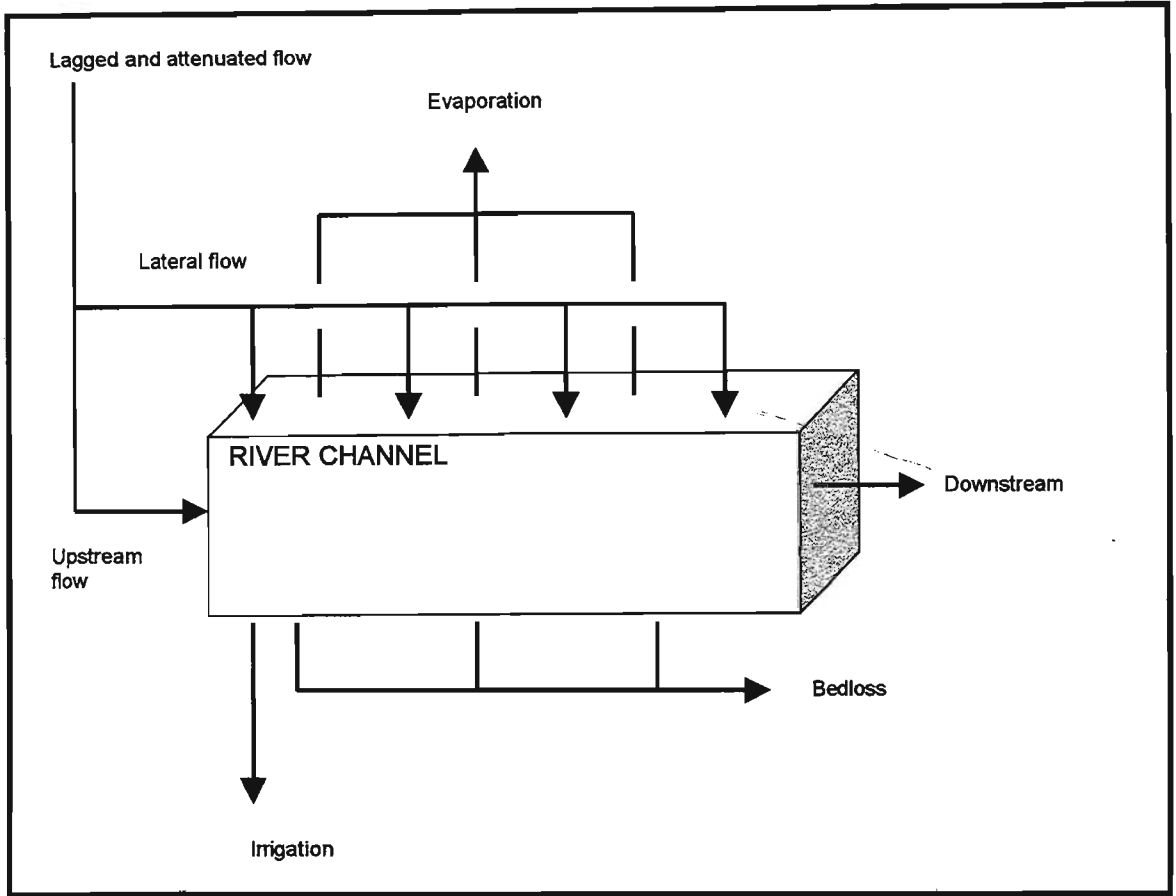 Lagged and attenuated flow
Evaporation
Lateral flow
RIVER CHANNEL
Downstream
Upstream
flow
Bedloss
Irrigation